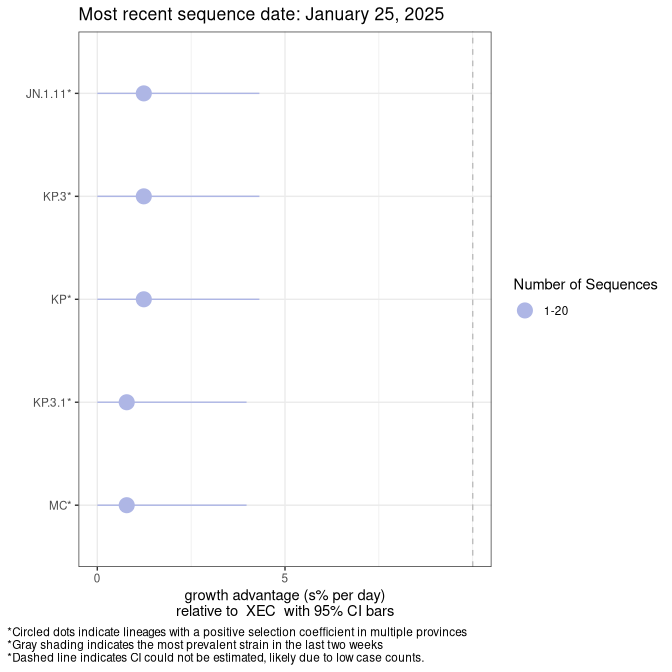 Most recent sequence date: January 25, 2025
JN.1.11*
KP.3*
KP*
KP.3.1*
MC*
0 5
growth advantage (s% per day)
relative to XEC with 95% CI bars
Number of Sequences
1-20
*Circled dots indicate lineages with a positive selection coefficient in multiple provinces
*Gray shading indicates the most prevalent strain in the last two weeks
*Dashed line indicates CI could not be estimated, likely due to low case counts.